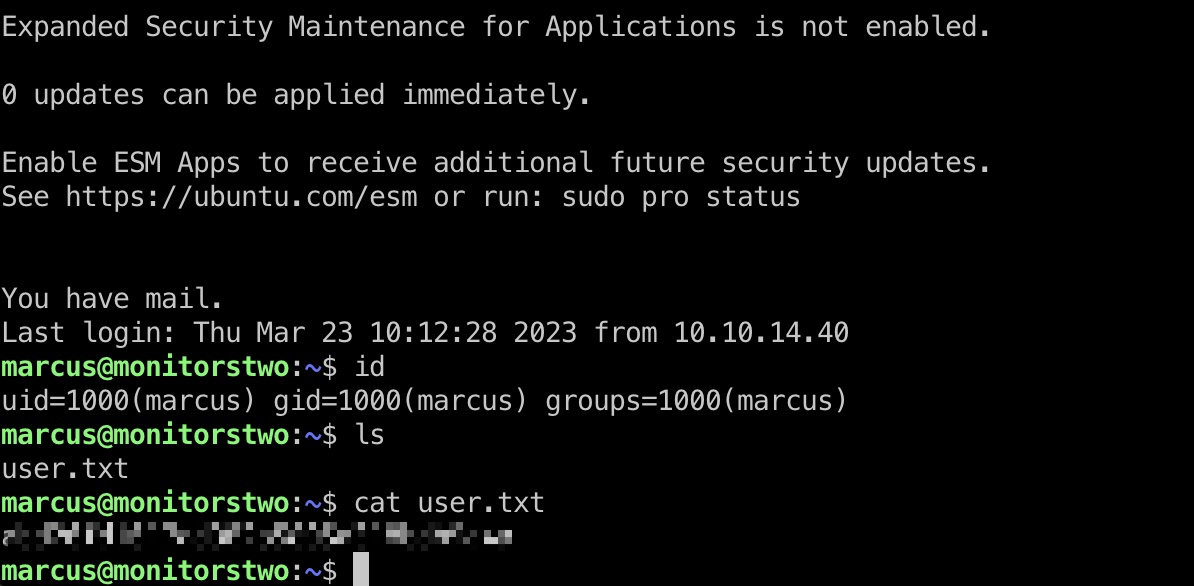 Expanded Security Maintenance for Applications is not enabled.
0 updates can be applied immediately.
Enable ESM Apps to receive additional future security updates.
See https://ubuntu.com/esm or run: sudo pro status
You have mail.
Last login: Thu Mar 23 10:12:28 2023 from 10.10.14.40
marcus@monitorstwo:~$ id
uid=1000(marcus) gid=1000(marcus) groups=1000(marcus)
marcus@monitorstwo:~$ ls
user.txt
marcus@monitorstwo:~$ cat user.txt
marcus@monitorstwo:~$